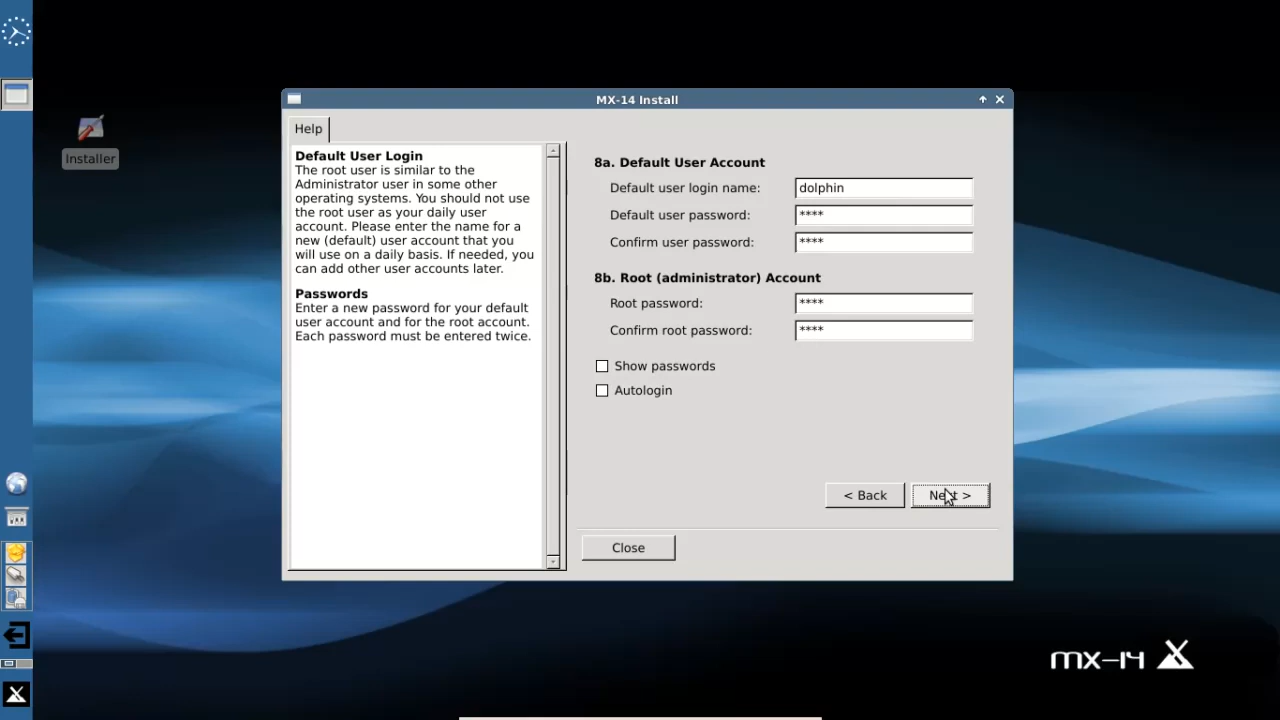 MX-14 Install
Installer
Help
Default User Login
The root user is similar to the
Administrator user in some other
operating systems. You should not use
the root user as your daily user
account. Please enter the name for a
new (default) user account that you
will use on a daily basis. If needed, you
can add other user accounts later.
Passwords
Enter a new password for your default
user account and for the root account.
Each password must be entered twice.
8a. Default User Account
Default user login name: dolphin
Default user password: ****
Confirm user password: ****
8b. Root (administrator) Account
Root password: ****
Confirm root password: ****
Show passwords
Autologin
< Back Next >
Close
mx-14